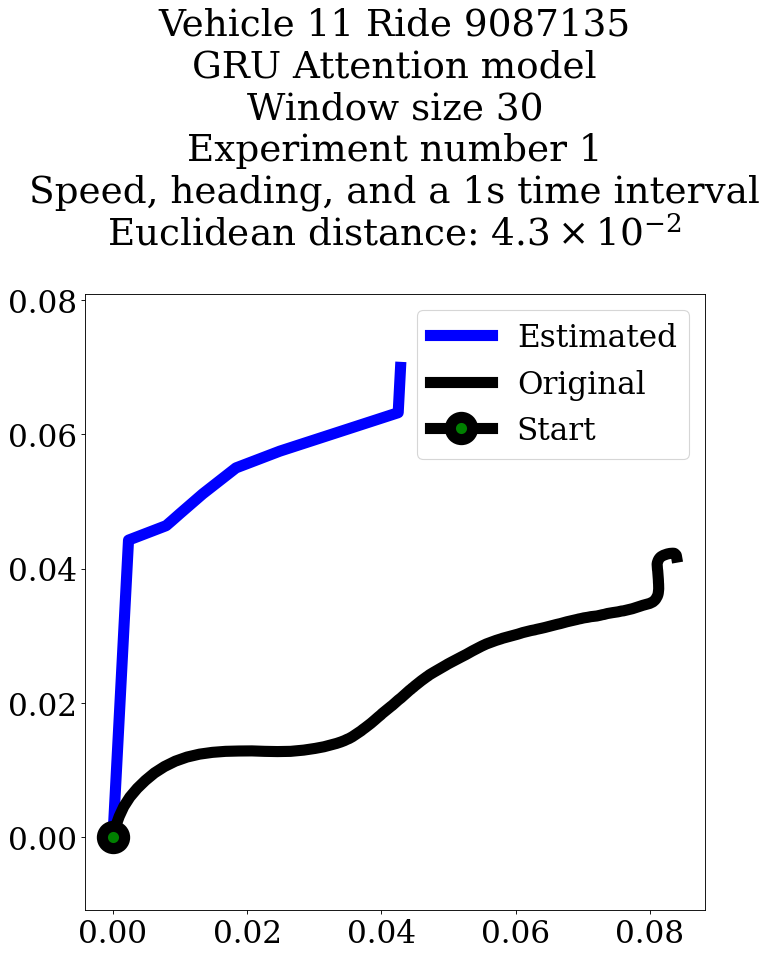 Vehicle 11 Ride 9087135
GRU Attention model
Window size 30
Experiment number 1
Speed, heading, and a 1s time interval
Euclidean distance: 4.3 × 10⁻²
0.08
0.06
0.04
0.02
0.00
Estimated
Original
Start
0.00 0.02 0.04 0.06 0.08